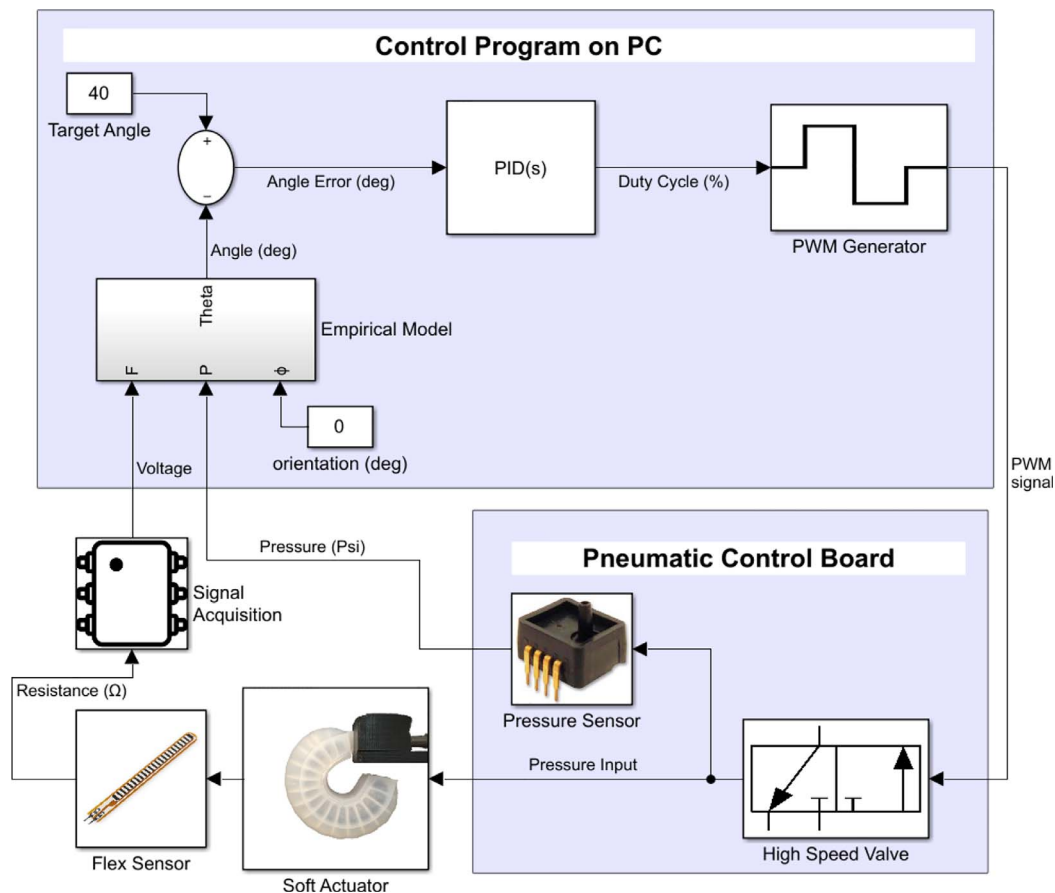 Control Program on PC
40
Target Angle
+
−
Angle Error (deg)
PID(s)
Duty Cycle (%)
PWM Generator
Angle (deg)
Theta
F
P
ϕ
Empirical Model
0
orientation (deg)
Voltage
PWM
signal
Pressure (Psi)
Pneumatic Control Board
Signal
Acquisition
Resistance (Ω)
Pressure Sensor
Pressure Input
Flex Sensor
Soft Actuator
High Speed Valve